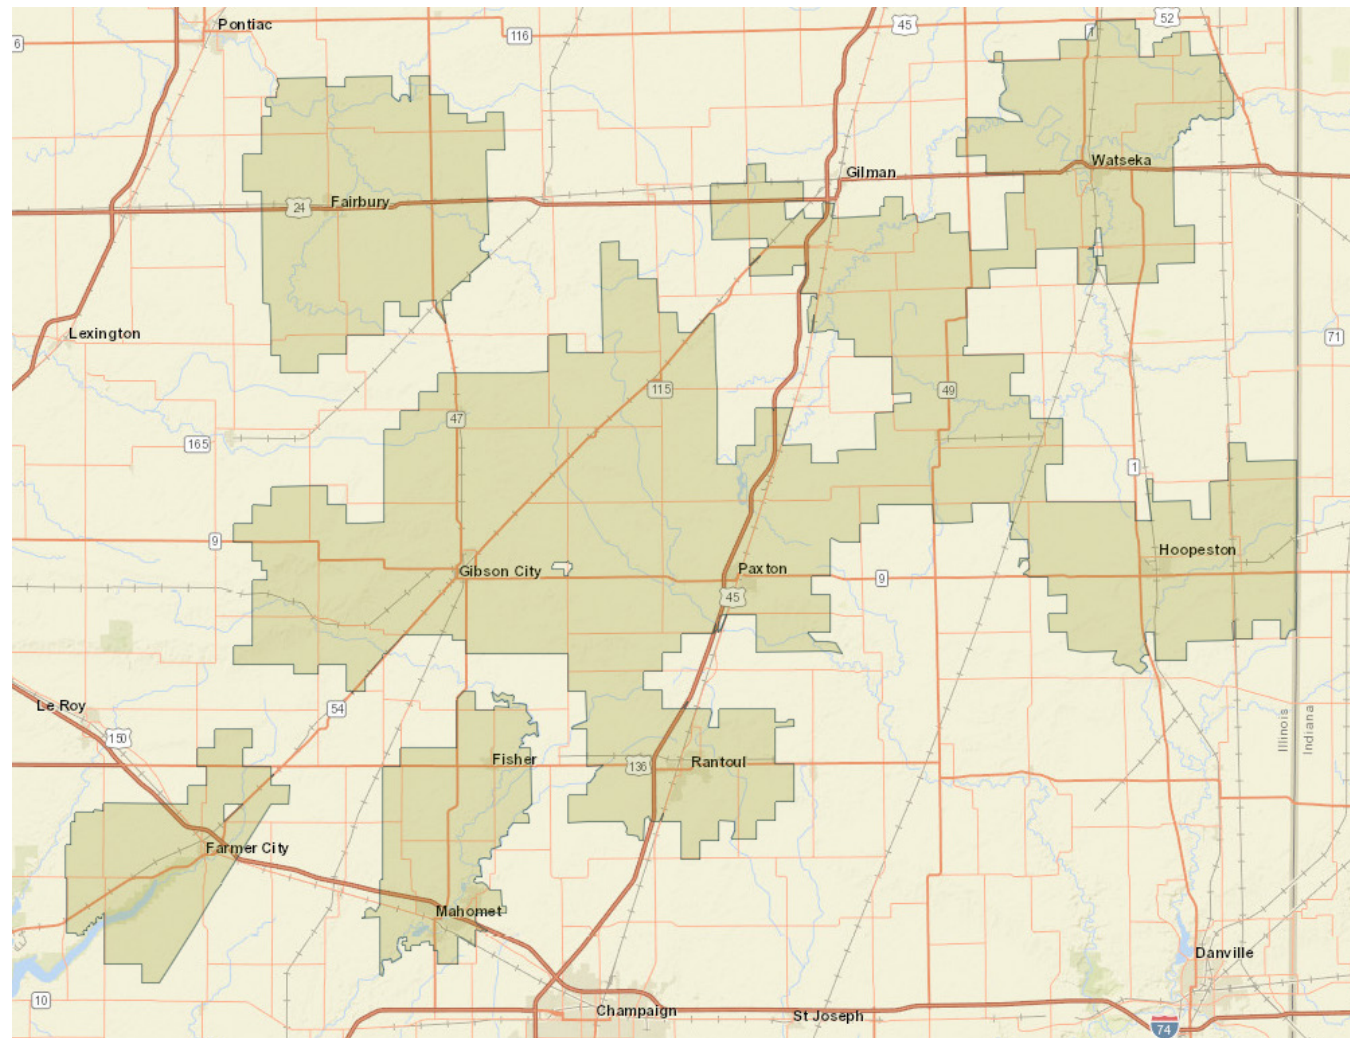 Pontiac
52
45
1
116
6
Watseka
Gilman
24
Fairbury
Lexington
71
115
49
47
165
1
9
Hoopeston
Gibson City
Paxton
9
45
Le Roy
54
150
Illinois
Indiana
Fisher
136
Rantoul
Farmer City
Mahomet
Danville
10
Champaign
St Joseph
74